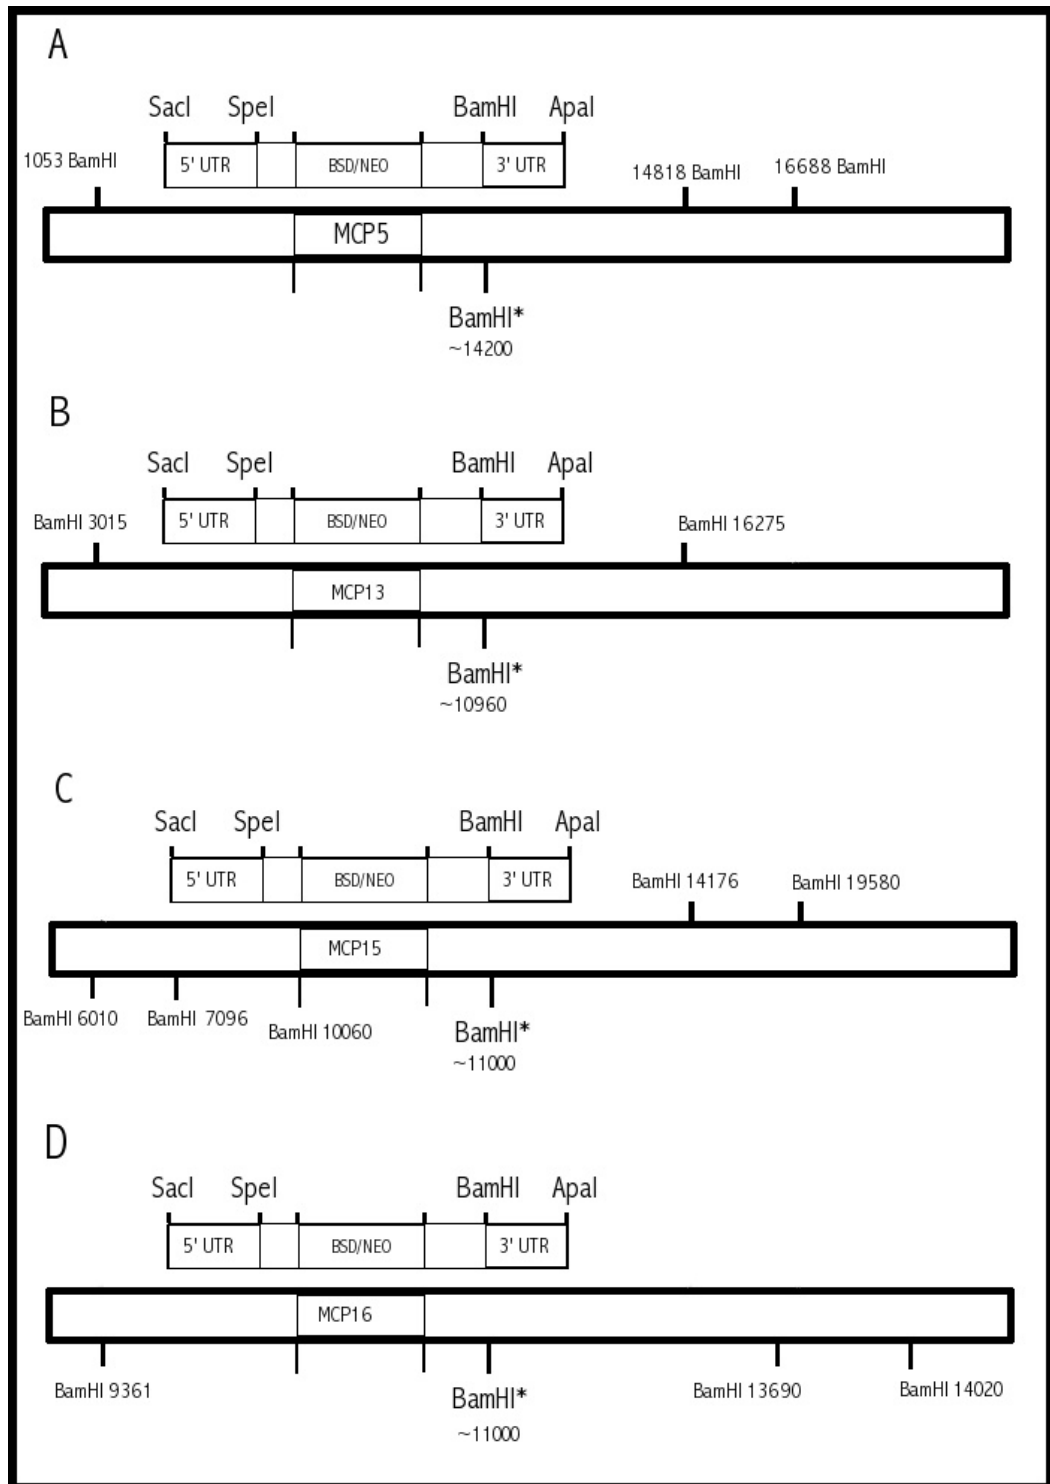 A
SacI SpeI BamHI ApaI
1053 BamHI
5' UTR BSD/NEO 3' UTR
14818 BamHI 16688 BamHI
MCP5
BamHI*
~14200
B
SacI SpeI BamHI ApaI
BamHI 3015
5' UTR BSD/NEO 3' UTR
BamHI 16275
MCP13
BamHI*
~10960
C
SacI SpeI BamHI ApaI
5' UTR BSD/NEO 3' UTR
BamHI 14176 BamHI 19580
MCP15
BamHI 6010 BamHI 7096 BamHI 10060 BamHI*
~11000
D
SacI SpeI BamHI ApaI
5' UTR BSD/NEO 3' UTR
MCP16
BamHI 9361 BamHI* BamHI 13690 BamHI 14020
~11000